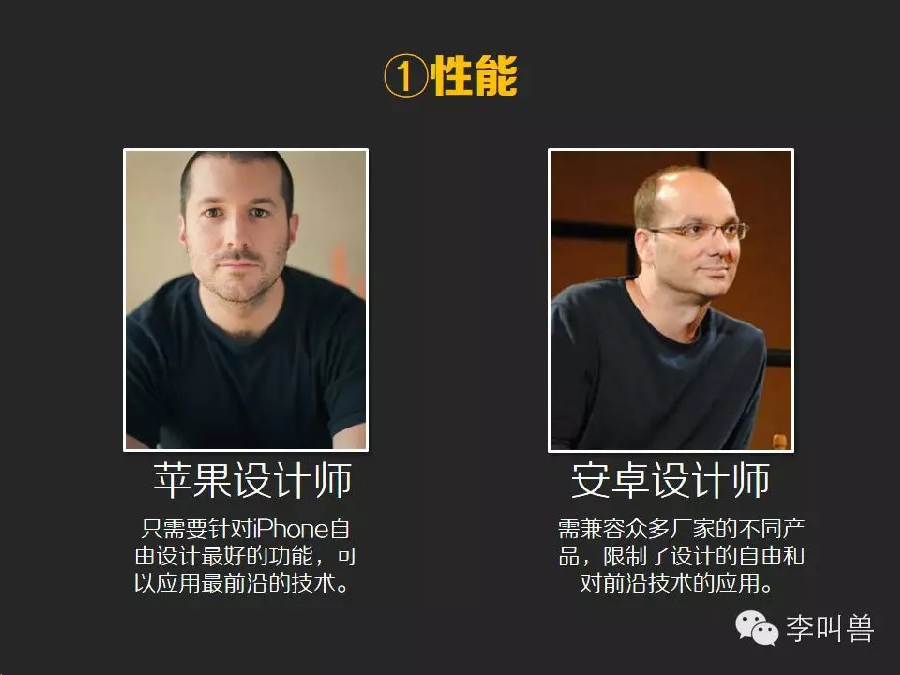 ①性能
苹果设计师
只需要针对iPhone自
由设计最好的功能，可
以应用最前沿的技术。
安卓设计师
需兼容众多厂家的不同产
品，限制了设计的自由和
对前沿技术的应用。
李叫兽